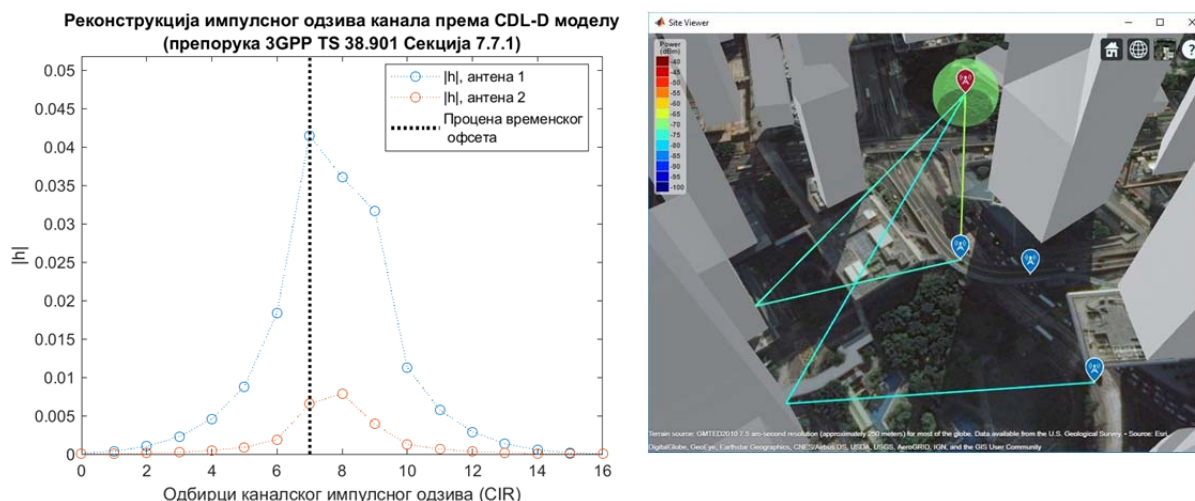 Реконструкција импулсног одзива канала према CDL-D моделу
(препорука 3GPP TS 38.901 Секција 7.7.1)
|h|, антена 1
|h|, антена 2
Процена временског
офсета
0.05
0.045
0.04
0.035
0.03
0.025
0.02
0.015
0.01
0.005
0
|h|
0 2 4 6 8 10 12 14 16
Одбирци каналског импулсног одзива (CIR)
Site Viewer
Power
(dBm)
-40
-45
-50
-55
-60
-65
-70
-75
-80
-85
-90
-95
-100
?
Terrain source: GMTED2010 7.5 arc-second resolution (approximately 250 meters) for most of the globe. Data available from the U.S. Geological Survey. • Source: Esri,
DigitalGlobe, GeoEye, Earthstar Geographics, CNES/Airbus DS, USDA, USGS, AeroGRID, IGN, and the GIS User Community